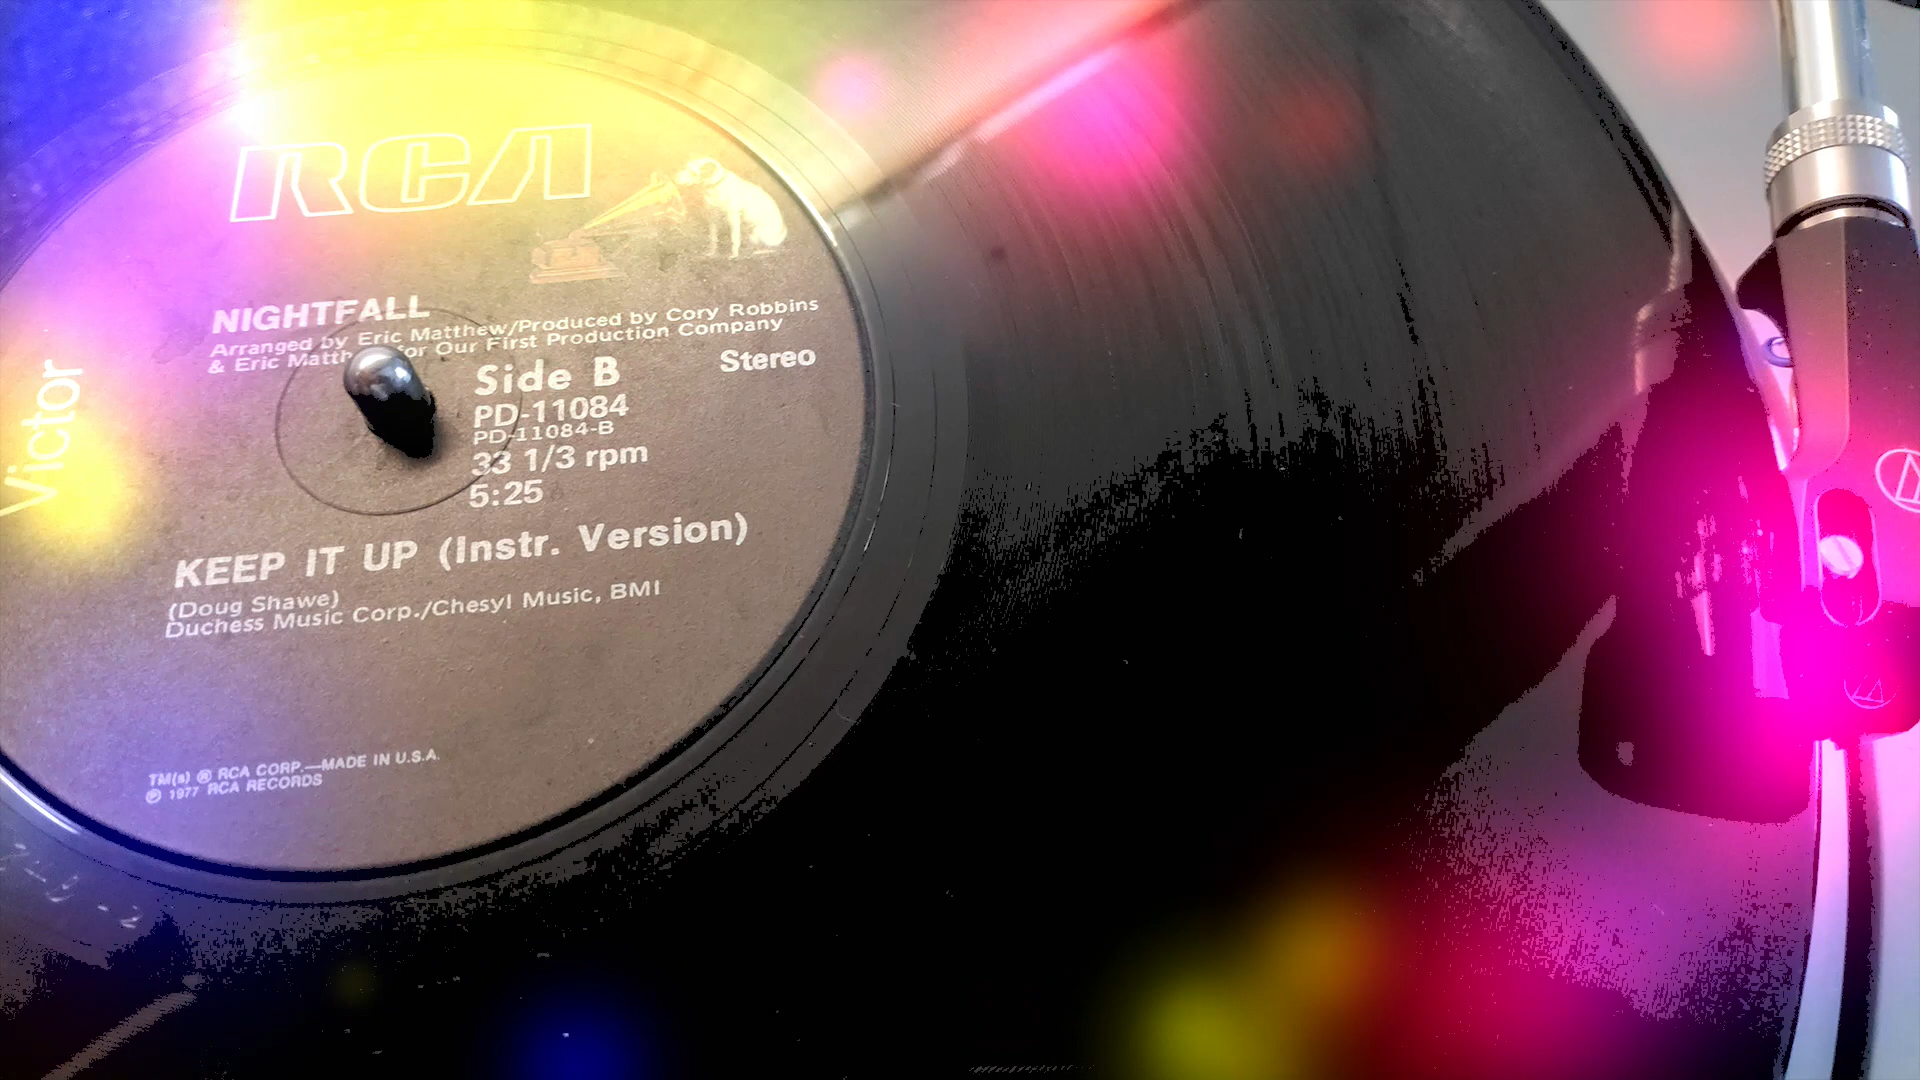 RCA
Victor
NIGHTFALL
Arranged by Eric Matthew/Produced by Cory Robbins
& Eric Matth for Our First Production Company
Stereo
Side B
PD-11084
PD-11084-B
33 1/3 rpm
5:25
KEEP IT UP (Instr. Version)
(Doug Shawe)
Duchess Music Corp./Chesyl Music, BMI
TM(s) ® RCA CORP.—MADE IN U.S.A.
℗ 1977 RCA RECORDS